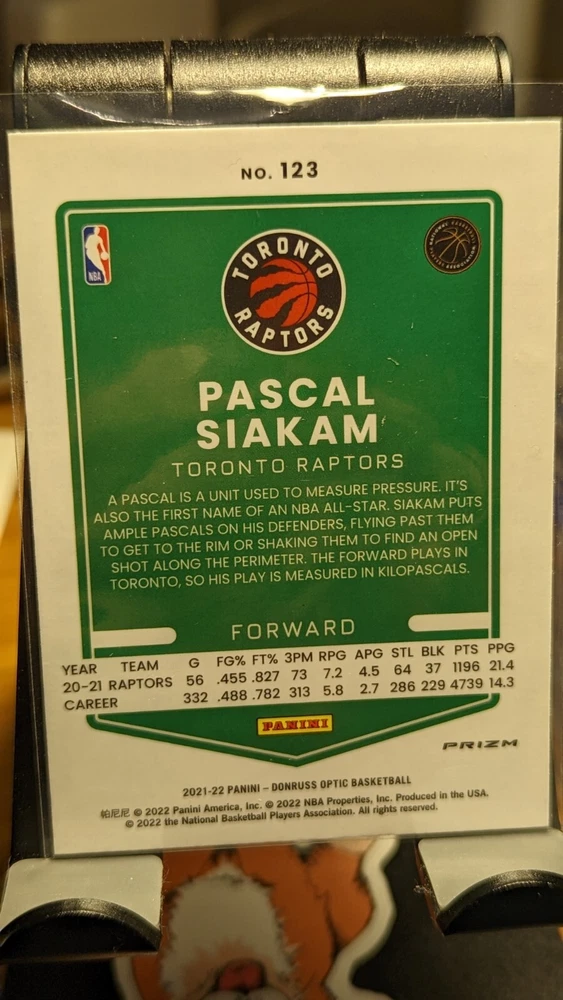 NO. 123
NBA
TORONTO
RAPTORS
PASCAL
SIAKAM
TORONTO RAPTORS
A PASCAL IS A UNIT USED TO MEASURE PRESSURE. IT'S
ALSO THE FIRST NAME OF AN NBA ALL-STAR. SIAKAM PUTS
AMPLE PASCALS ON HIS DEFENDERS, FLYING PAST THEM
TO GET TO THE RIM OR SHAKING THEM TO FIND AN OPEN
SHOT ALONG THE PERIMETER. THE FORWARD PLAYS IN
TORONTO, SO HIS PLAY IS MEASURED IN KILOPASCALS.
FORWARD
YEAR TEAM G FG% FT% 3PM RPG APG STL BLK PTS PPG
20-21 RAPTORS 56 .455 .827 73 7.2 4.5 64 37 1196 21.4
CAREER 332 .488 .782 313 5.8 2.7 286 229 4739 14.3
PANINI
PRIZM
2021-22 PANINI – DONRUSS OPTIC BASKETBALL
帕尼尼 © 2022 Panini America, Inc. © 2022 NBA Properties, Inc. Produced in the USA.
© 2022 the National Basketball Players Association. All rights reserved.